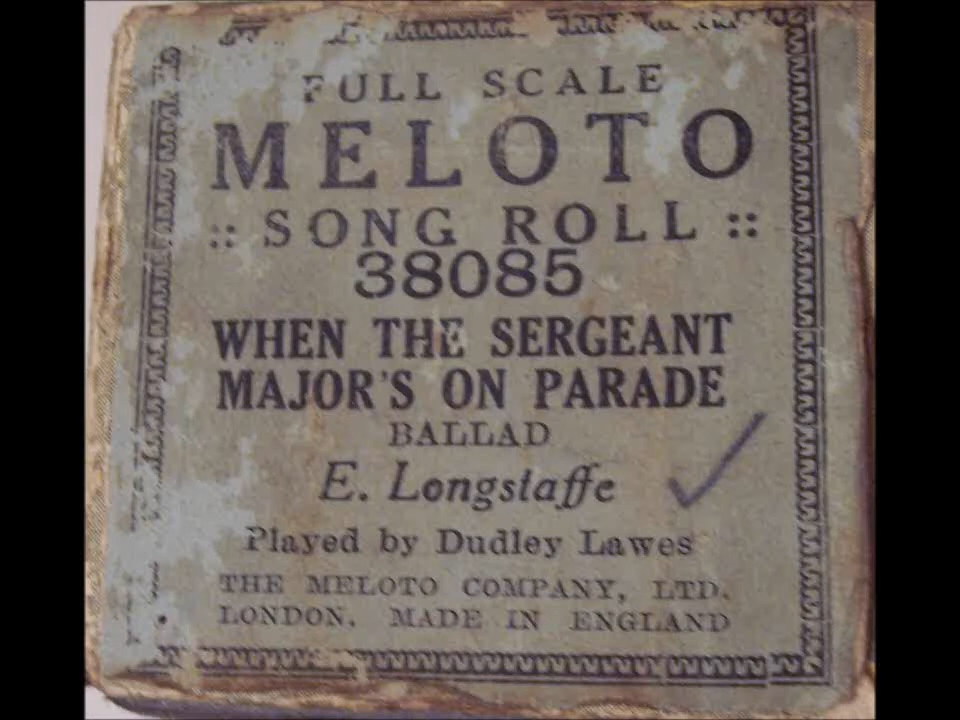 FULL SCALE
MELOTO
:: SONG ROLL ::
38085
WHEN THE SERGEANT
MAJOR'S ON PARADE
BALLAD
E. Longstaffe
Played by Dudley Lawes
THE MELOTO COMPANY, LTD.
LONDON. MADE IN ENGLAND